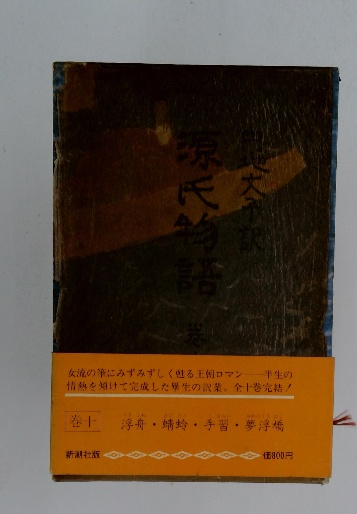 円地文子訳
源氏物語
巻十
女流の筆にみずみずしく甦る王朝ロマン――半生の
情熱を傾けて完成した畢生の訳業。全十巻完結！
巻十
浮舟・蜻蛉・手習・夢浮橋
新潮社版
価800円